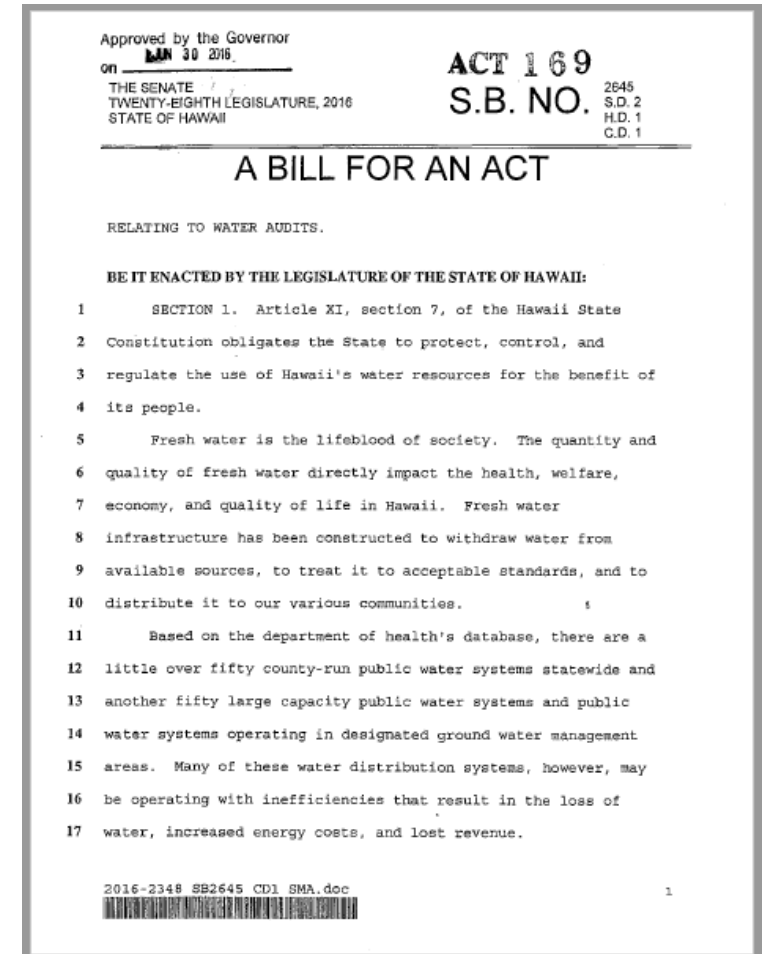 Approved by the Governor
on JUN 30 2016
THE SENATE
TWENTY-EIGHTH LEGISLATURE, 2016
STATE OF HAWAII
ACT 169
S.B. NO.
2645
S.D. 2
H.D. 1
C.D. 1
A BILL FOR AN ACT
RELATING TO WATER AUDITS.
BE IT ENACTED BY THE LEGISLATURE OF THE STATE OF HAWAII:
1 SECTION 1. Article XI, section 7, of the Hawaii State
2 Constitution obligates the State to protect, control, and
3 regulate the use of Hawaii's water resources for the benefit of
4 its people.
5 Fresh water is the lifeblood of society. The quantity and
6 quality of fresh water directly impact the health, welfare,
7 economy, and quality of life in Hawaii. Fresh water
8 infrastructure has been constructed to withdraw water from
9 available sources, to treat it to acceptable standards, and to
10 distribute it to our various communities.
11 Based on the department of health's database, there are a
12 little over fifty county-run public water systems statewide and
13 another fifty large capacity public water systems and public
14 water systems operating in designated ground water management
15 areas. Many of these water distribution systems, however, may
16 be operating with inefficiencies that result in the loss of
17 water, increased energy costs, and lost revenue.
2016-2348 SB2645 CD1 SMA.doc
1